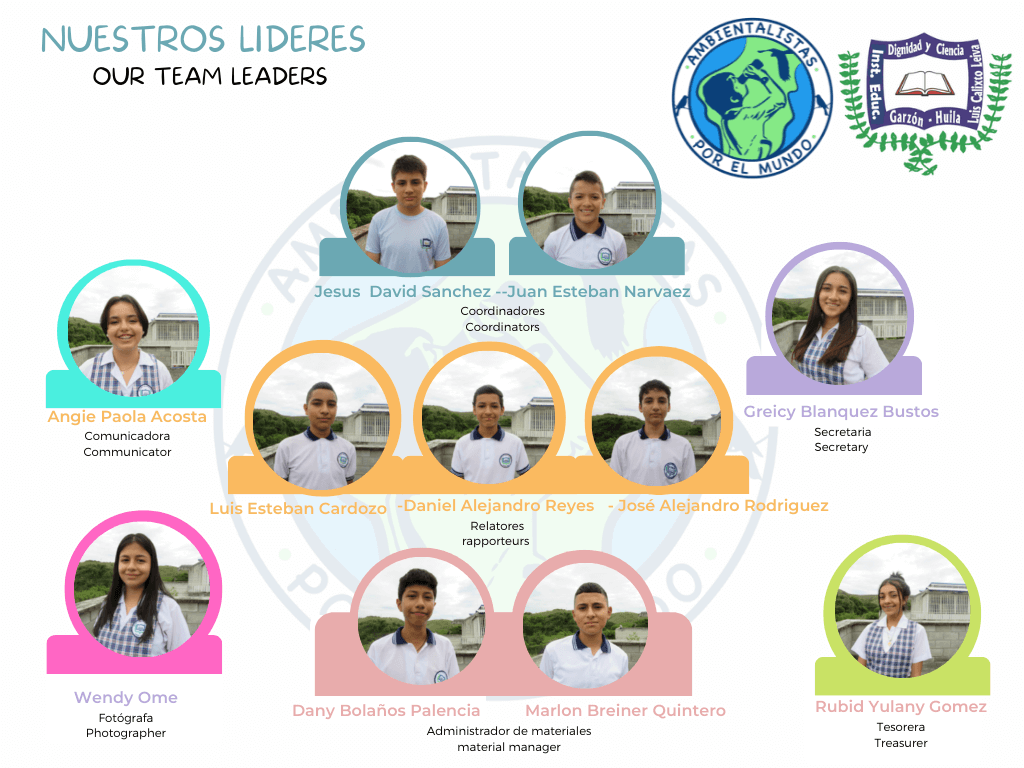 NUESTROS LIDERES
OUR TEAM LEADERS
AMBIENTALISTAS
POR EL MUNDO
Dignidad y Ciencia
Inst. Educ.
Luis Calixto Leiva
Garzón - Huila
Jesus David Sanchez --Juan Esteban Narvaez
Coordinadores
Coordinators
Angie Paola Acosta
Comunicadora
Communicator
Greicy Blanquez Bustos
Secretaria
Secretary
Luis Esteban Cardozo -Daniel Alejandro Reyes - José Alejandro Rodriguez
Relatores
rapporteurs
Wendy Ome
Fotógrafa
Photographer
Dany Bolaños Palencia Marlon Breiner Quintero
Administrador de materiales
material manager
Rubid Yulany Gomez
Tesorera
Treasurer